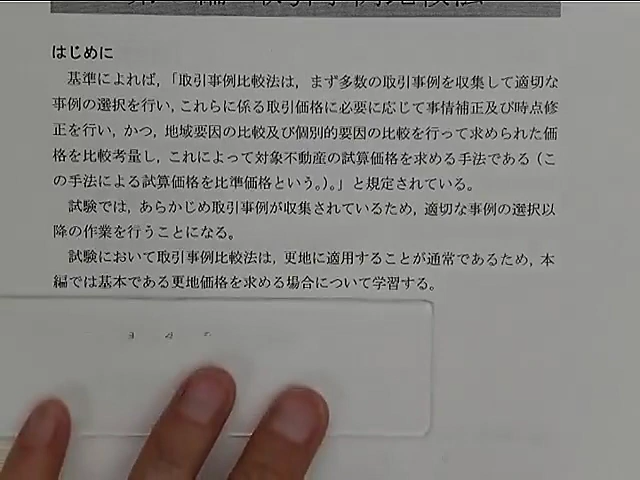 はじめに
基準によれば，「取引事例比較法は，まず多数の取引事例を収集して適切な
事例の選択を行い，これらに係る取引価格に必要に応じて事情補正及び時点修
正を行い，かつ，地域要因の比較及び個別的要因の比較を行って求められた価
格を比較考量し，これによって対象不動産の試算価格を求める手法である（こ
の手法による試算価格を比準価格という。）。」と規定されている。
試験では，あらかじめ取引事例が収集されているため，適切な事例の選択以
降の作業を行うことになる。
試験において取引事例比較法は，更地に適用することが通常であるため，本
編では基本である更地価格を求める場合について学習する。